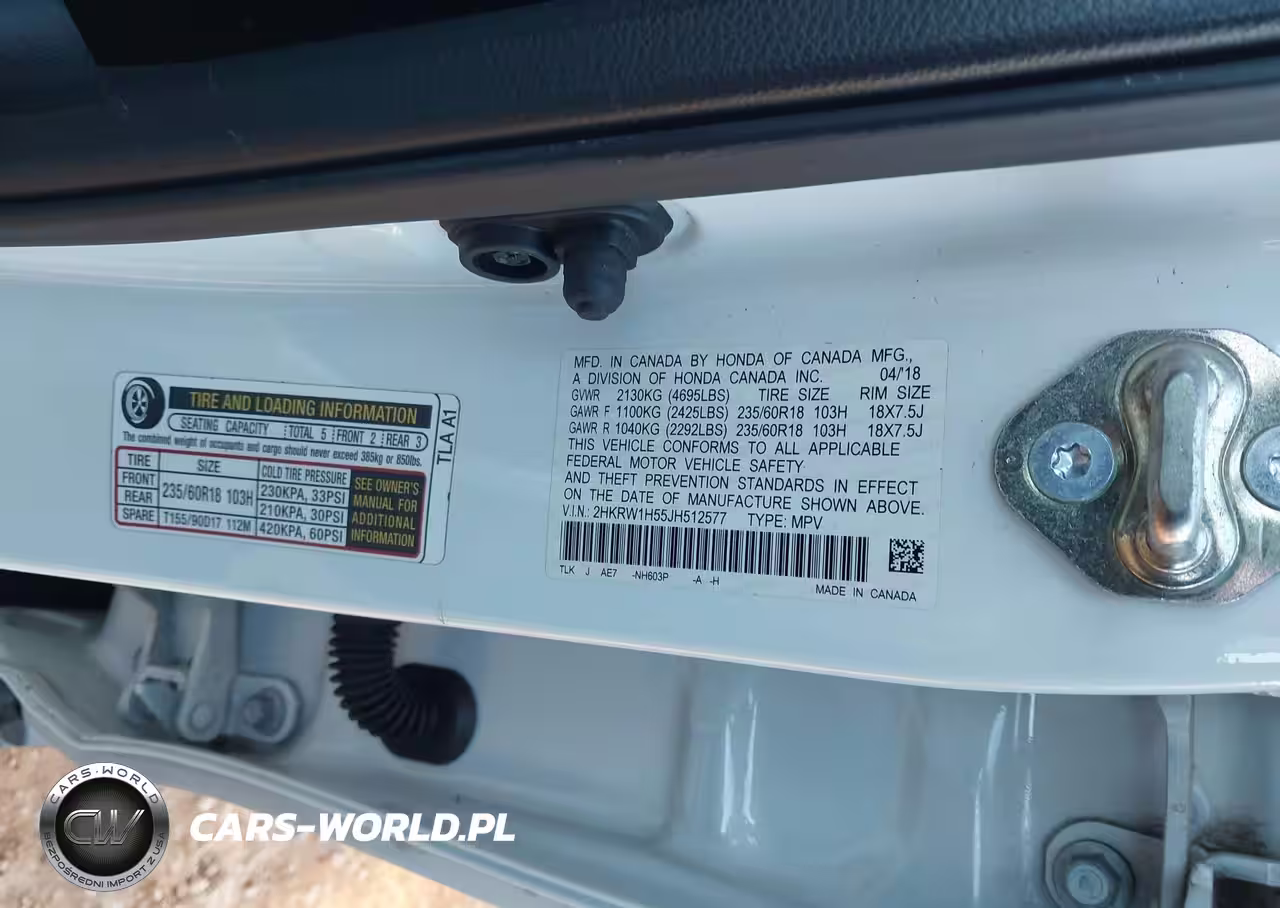 TIRE AND LOADING INFORMATION
SEATING CAPACITY TOTAL 5 FRONT 2 REAR 3
The combined weight of occupants and cargo should never exceed 385kg or 850lbs.
TIRE SIZE COLD TIRE PRESSURE
FRONT 235/60R18 103H 230KPA, 33PSI
REAR 210KPA, 30PSI
SPARE T155/90D17 112M 420KPA, 60PSI
SEE OWNER'S
MANUAL FOR
ADDITIONAL
INFORMATION
TLA A1
MFD. IN CANADA BY HONDA OF CANADA MFG.,
A DIVISION OF HONDA CANADA INC. 04/'18
GVWR 2130KG (4695LBS) TIRE SIZE RIM SIZE
GAWR F 1100KG (2425LBS) 235/60R18 103H 18X7.5J
GAWR R 1040KG (2292LBS) 235/60R18 103H 18X7.5J
THIS VEHICLE CONFORMS TO ALL APPLICABLE
FEDERAL MOTOR VEHICLE SAFETY
AND THEFT PREVENTION STANDARDS IN EFFECT
ON THE DATE OF MANUFACTURE SHOWN ABOVE.
V.I.N.: 2HKRW1H55JH512577 TYPE: MPV
TLK J AE7 -NH603P -A -H
MADE IN CANADA
CARS-WORLD
CW
BEZPOŚREDNI IMPORT Z USA
CARS-WORLD.PL